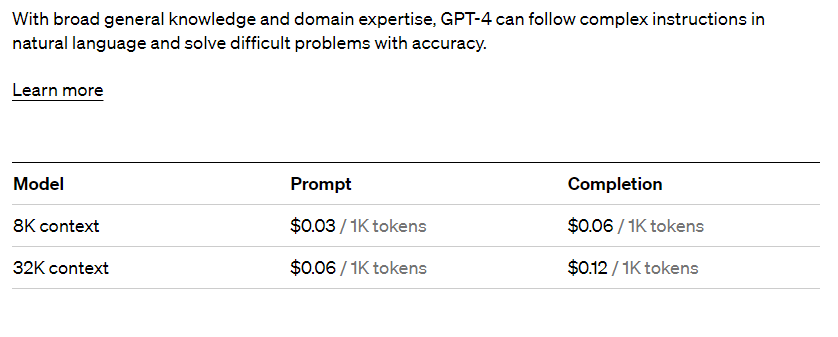 With broad general knowledge and domain expertise, GPT-4 can follow complex instructions in
natural language and solve difficult problems with accuracy.
Learn more
Model Prompt Completion
8K context $0.03 / 1K tokens $0.06 / 1K tokens
32K context $0.06 / 1K tokens $0.12 / 1K tokens